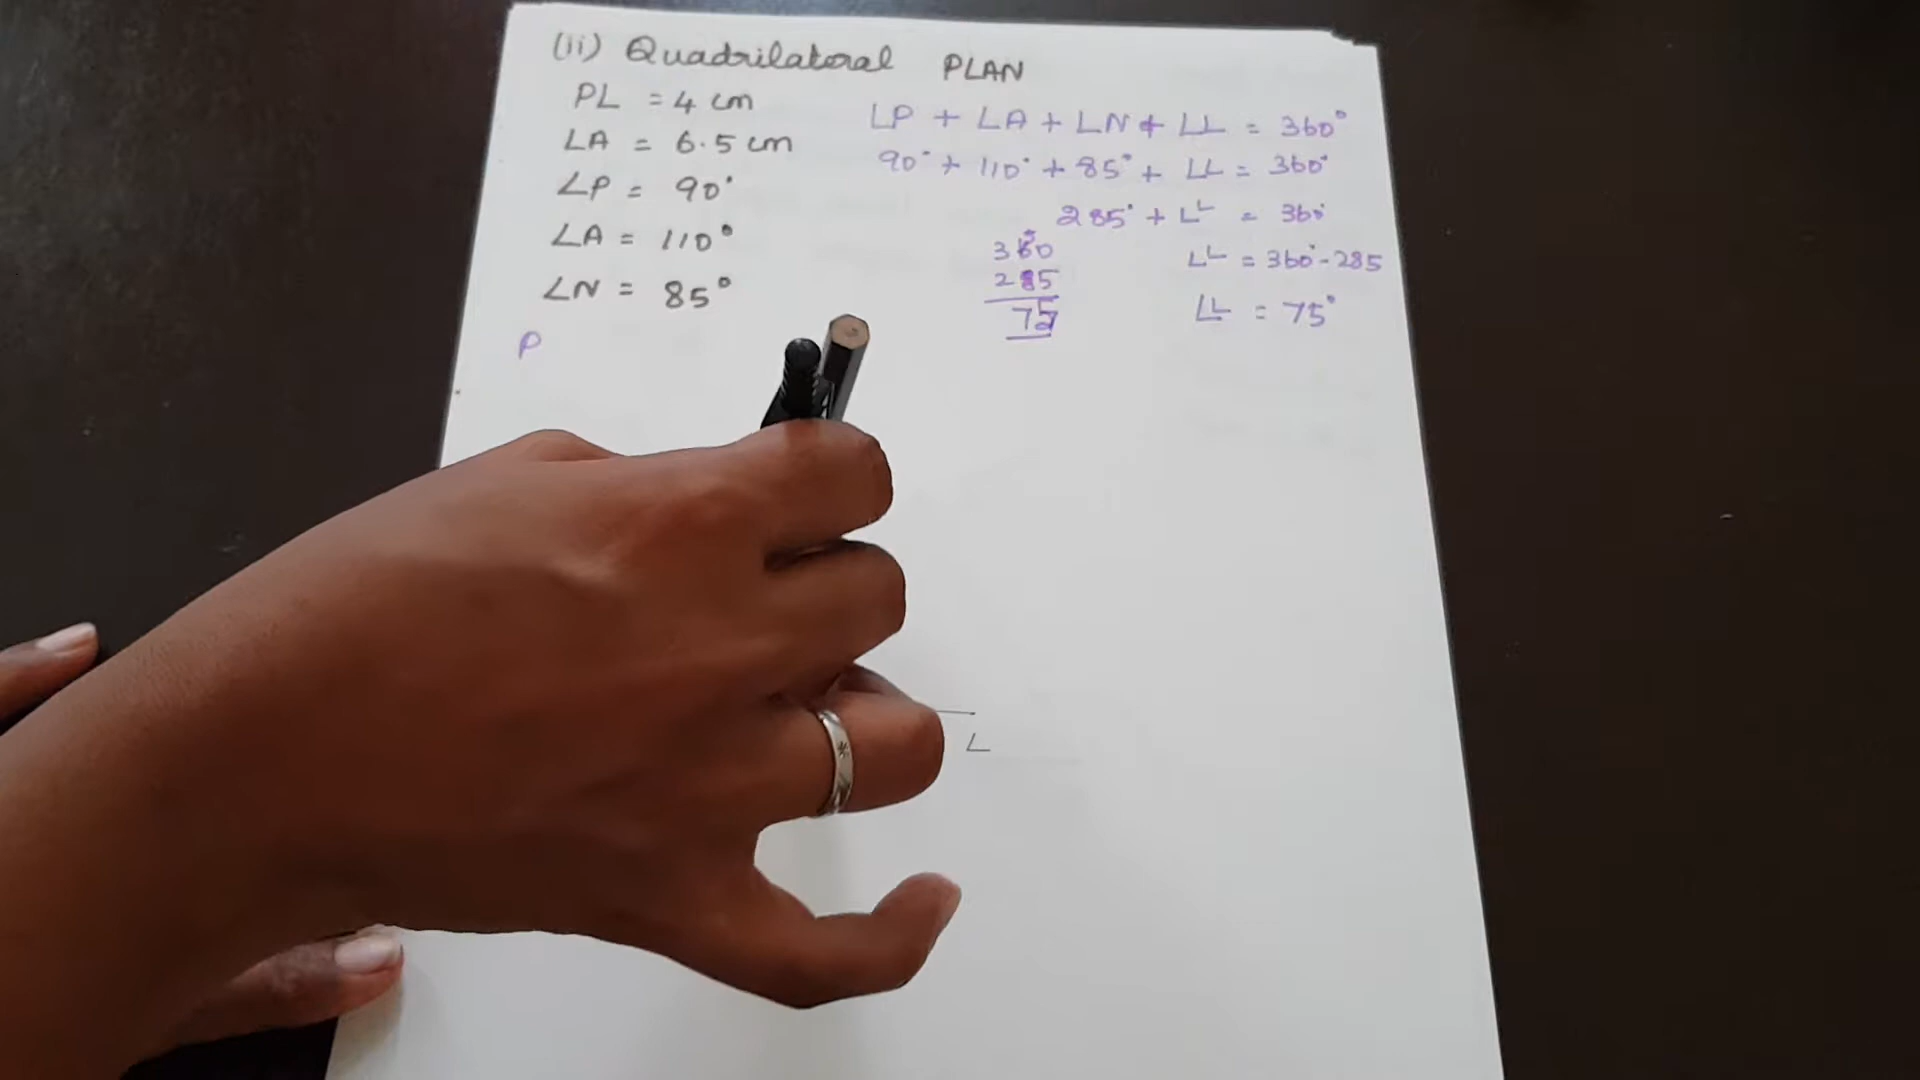 (ii) Quadrilateral PLAN
PL = 4 cm
LA = 6.5 cm
∠P = 90°
∠A = 110°
∠N = 85°
P
∠P + ∠A + ∠N + ∠L = 360°
90° + 110° + 85° + ∠L = 360°
285° + ∠L = 360°
∠L = 360° - 285
∠L = 75°
360
285
75
L